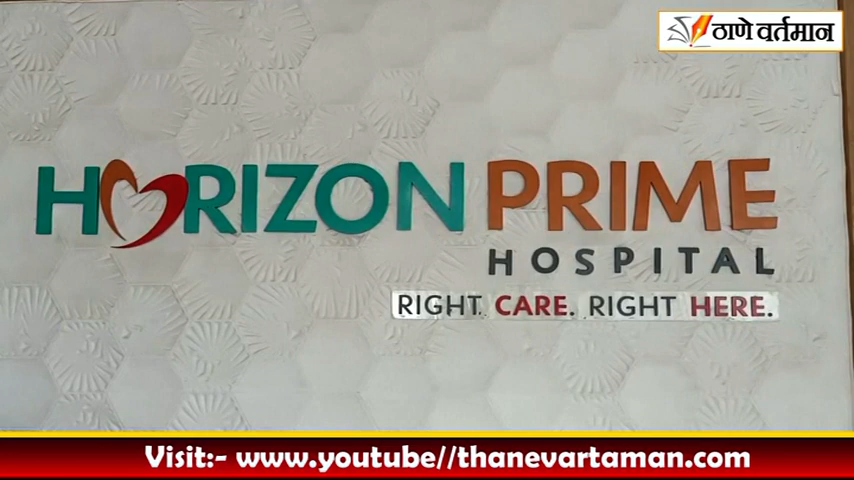 ठाणे वर्तमान
HORIZON PRIME
HOSPITAL
RIGHT. CARE. RIGHT HERE.
Visit:- www.youtube//thanevartaman.com